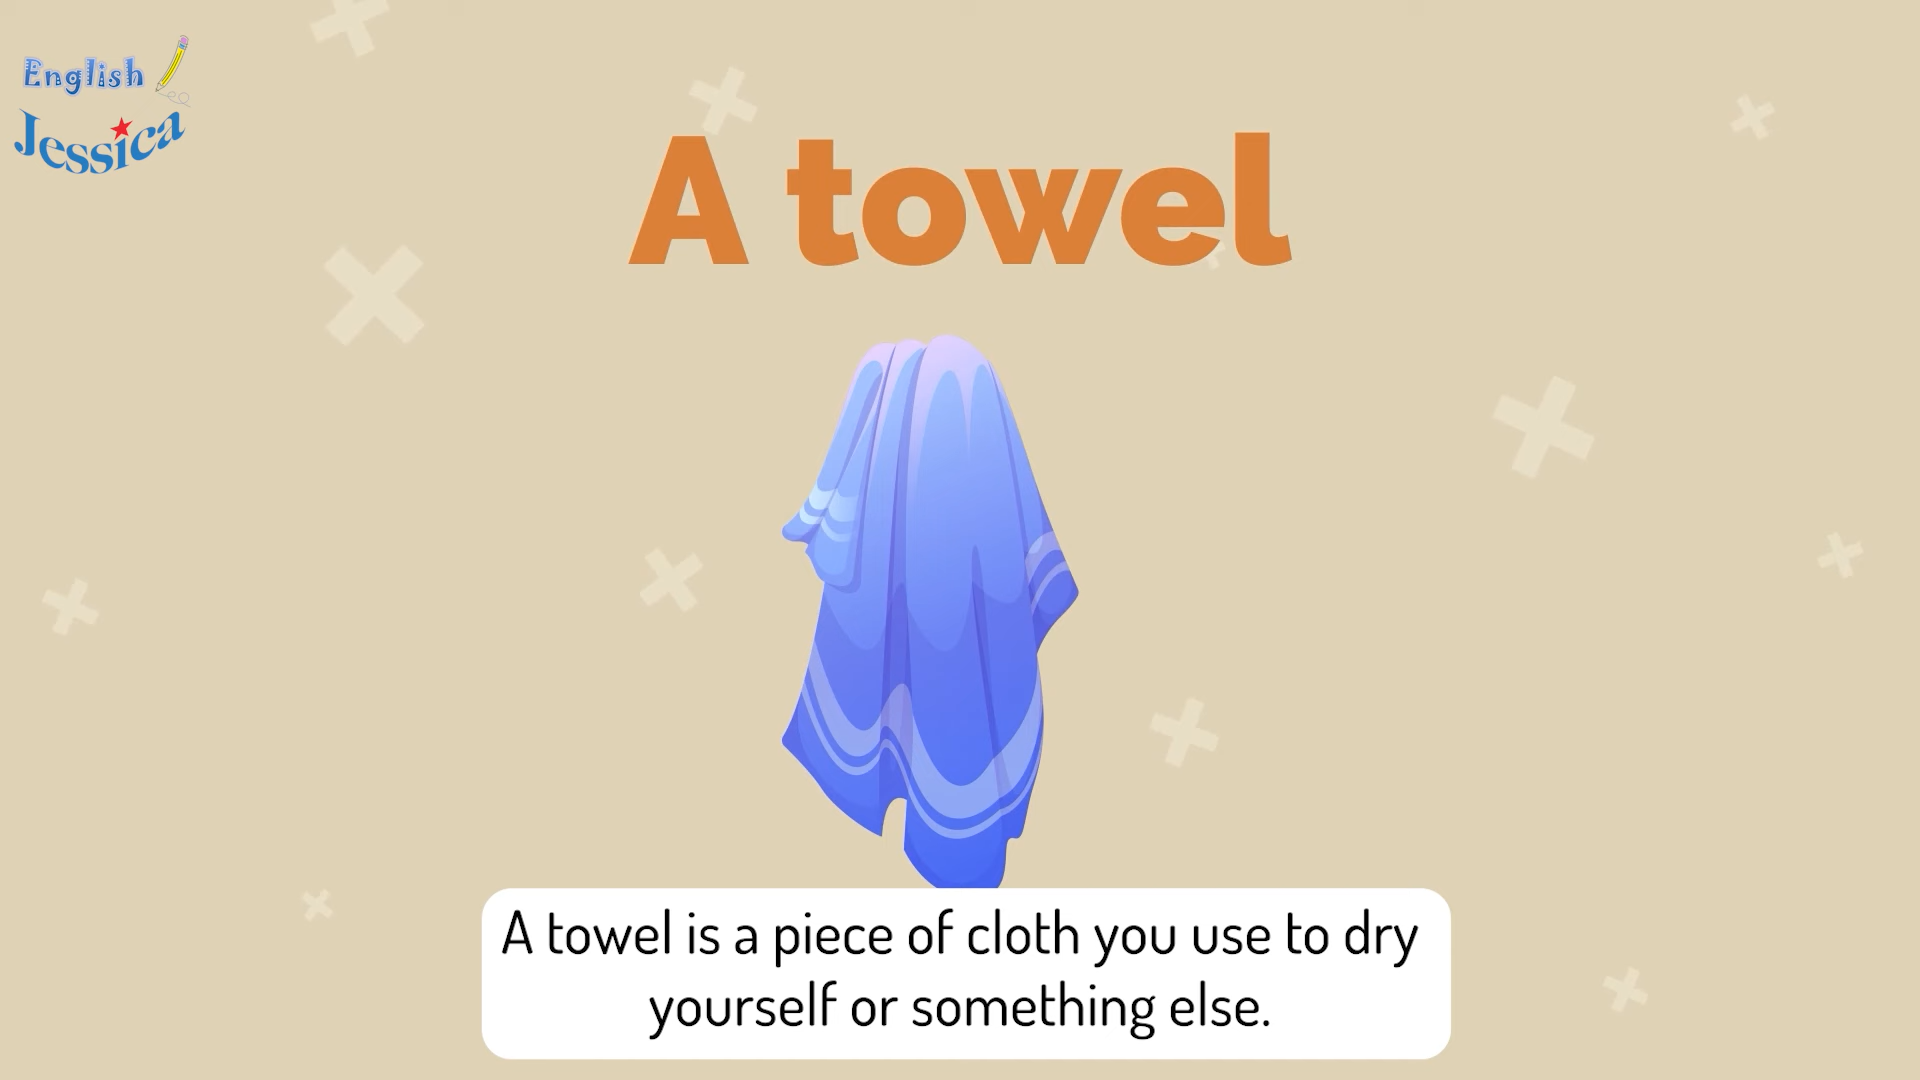 English
Jessica
A towel
A towel is a piece of cloth you use to dry
yourself or something else.